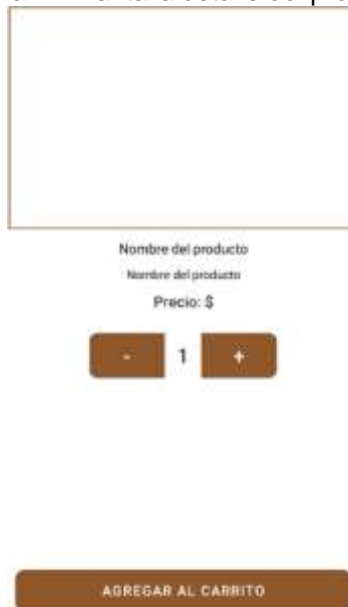 Nombre del producto
Nombre del producto
Precio: $
- 1 +
AGREGAR AL CARRITO